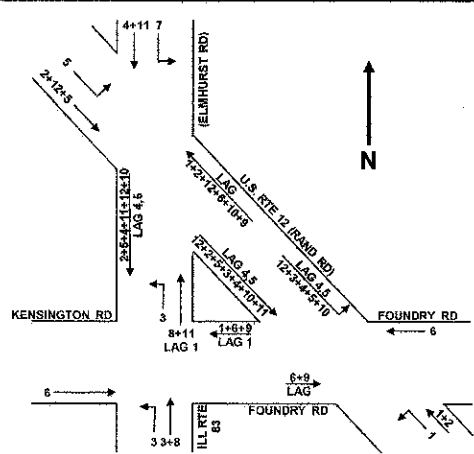 4+11 7
5
2+12+5
(ELMHURST RD)
N
LAG
1+2+12+6+10+9
U.S. RTE 12 (RAND RD)
2+5+4+11+12+10
LAG 4,5
LAG 4,5
12+2+5+3+4+10+11
LAG 4,5
12+3+4+5+10
KENSINGTON RD
3
8+11
LAG 1
1+6+9
LAG 1
FOUNDRY RD
6
6
6+9
LAG
FOUNDRY RD
3 3+8
ILL RTE
83
1+2
1